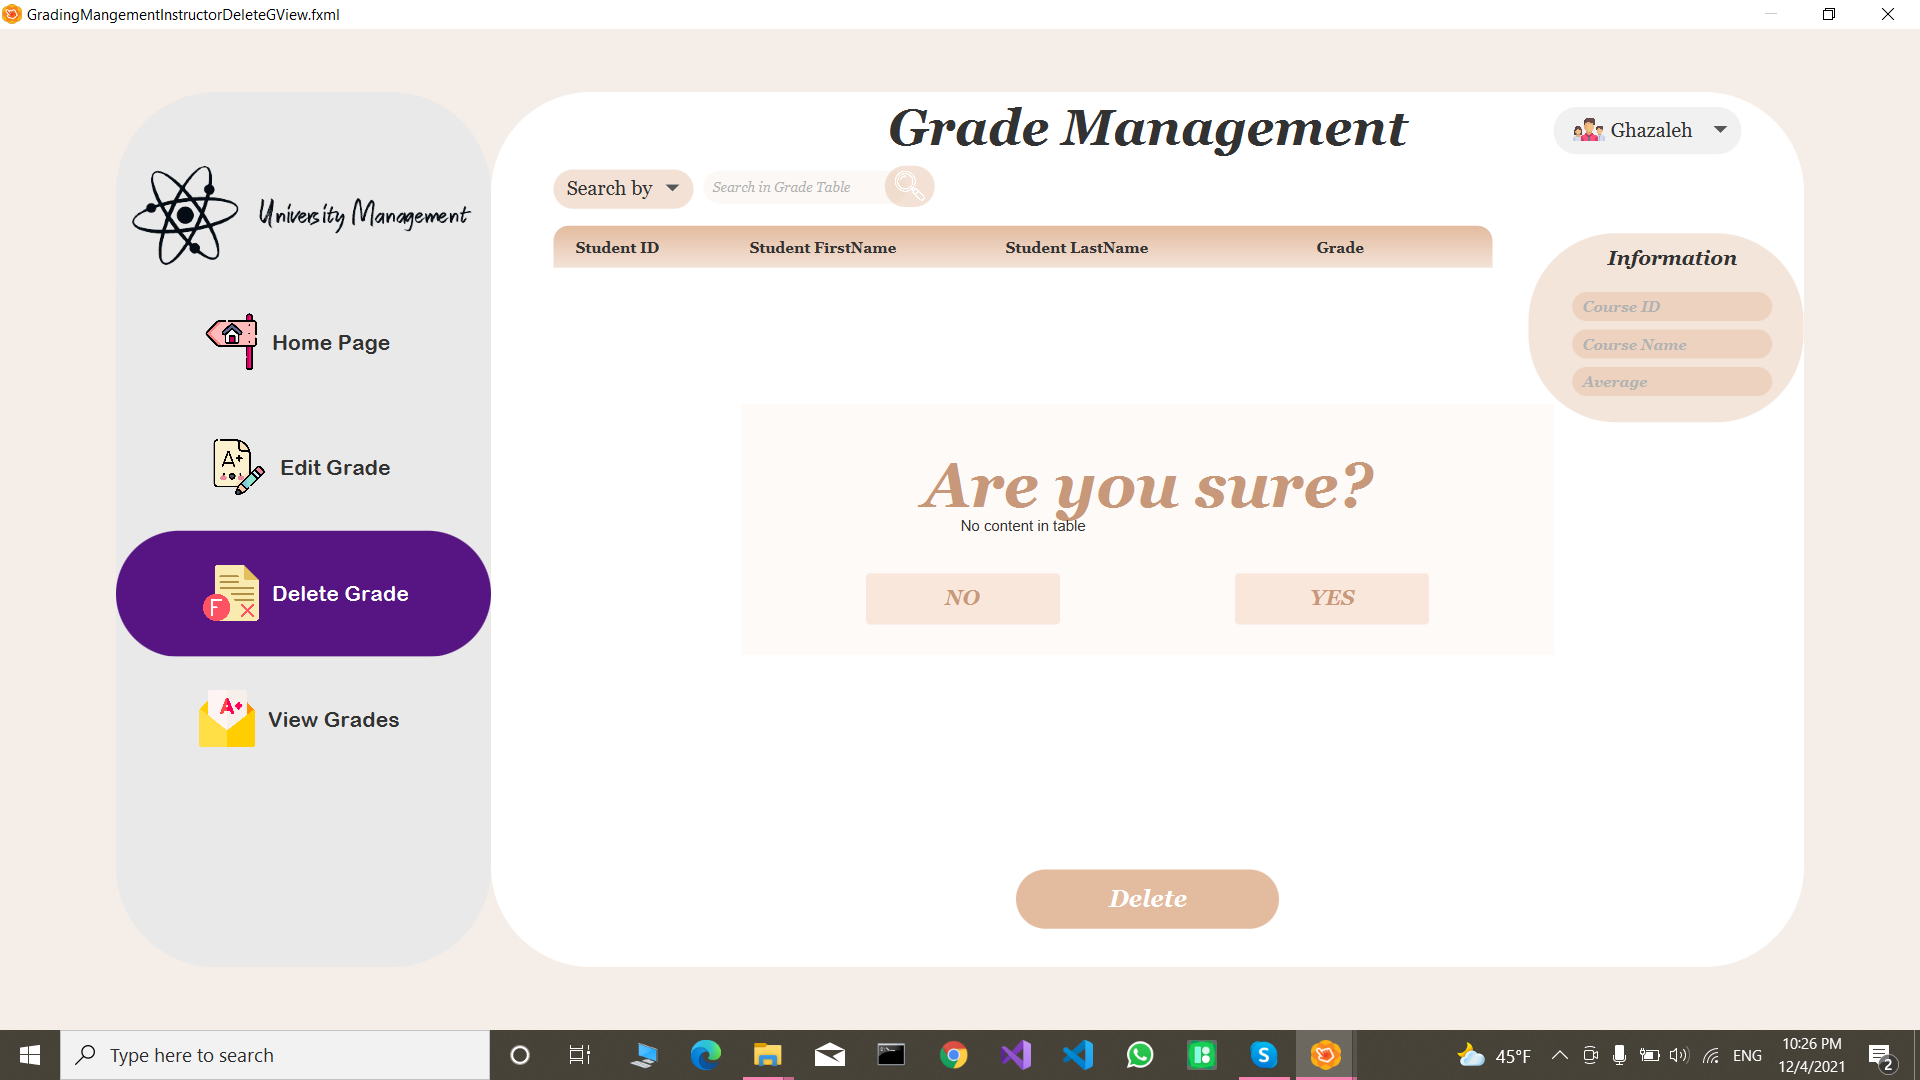 GradingMangementInstructorDeleteGView.fxml
Grade Management
Ghazaleh
Search by
Search in Grade Table
University Management
Student ID
Student FirstName
Student LastName
Grade
Information
Course ID
Course Name
Average
Home Page
A+
Edit Grade
F
Delete Grade
A+
View Grades
Are you sure?
No content in table
NO
YES
Delete
Type here to search
S
45°F
ENG
10:26 PM
12/4/2021
2